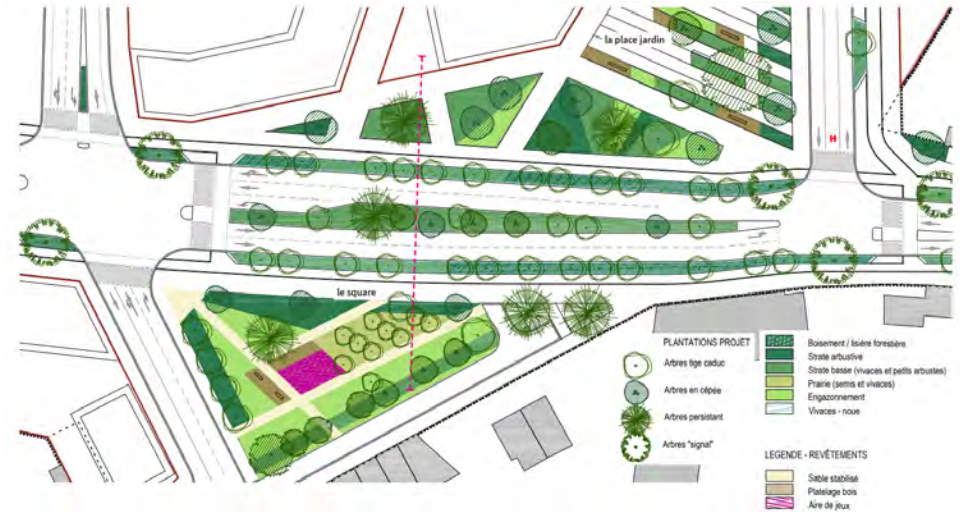 la place jardin
H
le square
PLANTATIONS PROJET
Arbres tige caduc
Arbres en cépée
Arbres persistant
Arbres "signal"
Boisement / lisière forestière
Strate arbustive
Strate basse (vivaces et petits arbustes)
Prairie (semis et vivaces)
Engazonnement
Vivaces - noue
LEGENDE - REVÊTEMENTS
Sable stabilisé
Platelage bois
Aire de jeux